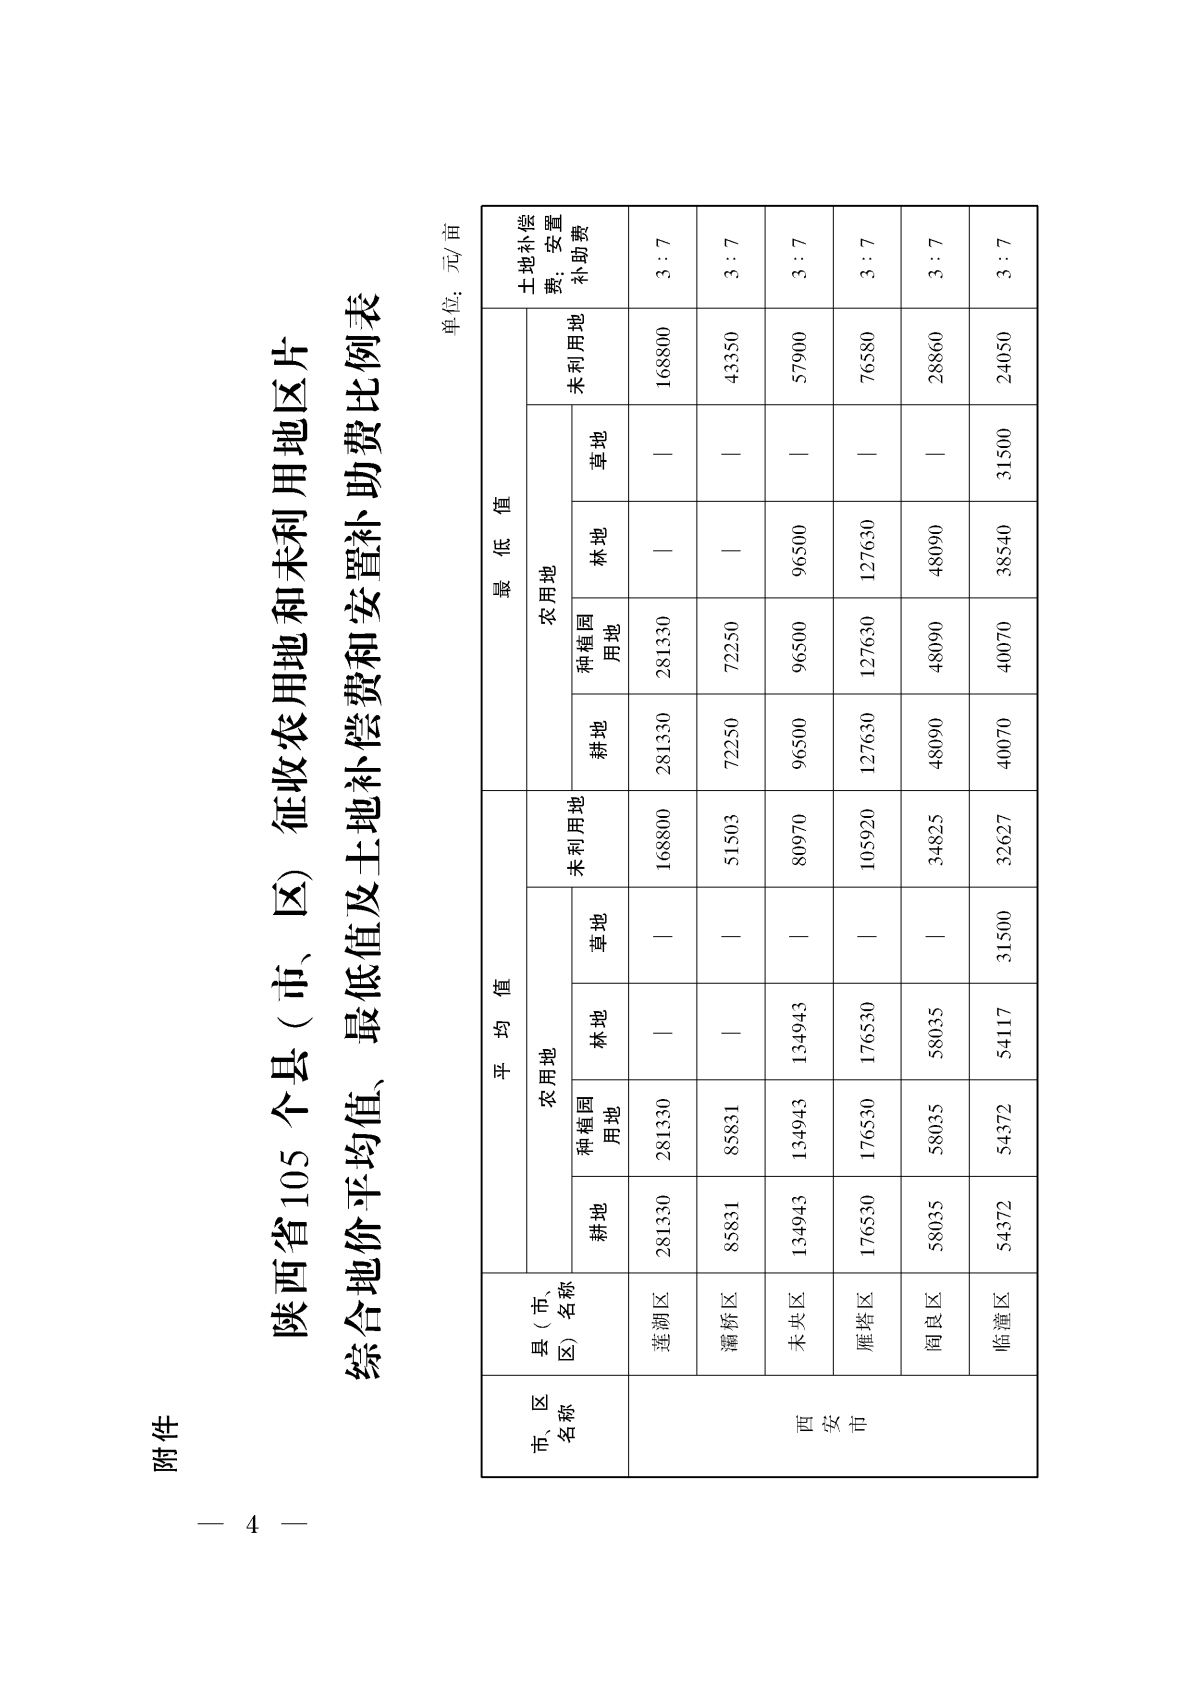 附件
陕西省105 个县（市、区）征收农用地和未利用地区片
综合地价平均值、最低值及土地补偿费和安置补助费比例表
单位：元/亩
市、区
名称
县（市、
区）名称
平 均 值
最 低 值
土地补偿
费：安置
补助费
农用地
未利用地
农用地
未利用地
耕地
种植园
用地
林地
草地
耕地
种植园
用地
林地
草地
西
安
市
莲湖区 281330 281330 — — 168800 281330 281330 — — 168800 3：7
灞桥区 85831 85831 — — 51503 72250 72250 — — 43350 3：7
未央区 134943 134943 134943 — 80970 96500 96500 96500 — 57900 3：7
雁塔区 176530 176530 176530 — 105920 127630 127630 127630 — 76580 3：7
阎良区 58035 58035 58035 — 34825 48090 48090 48090 — 28860 3：7
临潼区 54372 54372 54117 31500 32627 40070 40070 38540 31500 24050 3：7
— 4 —